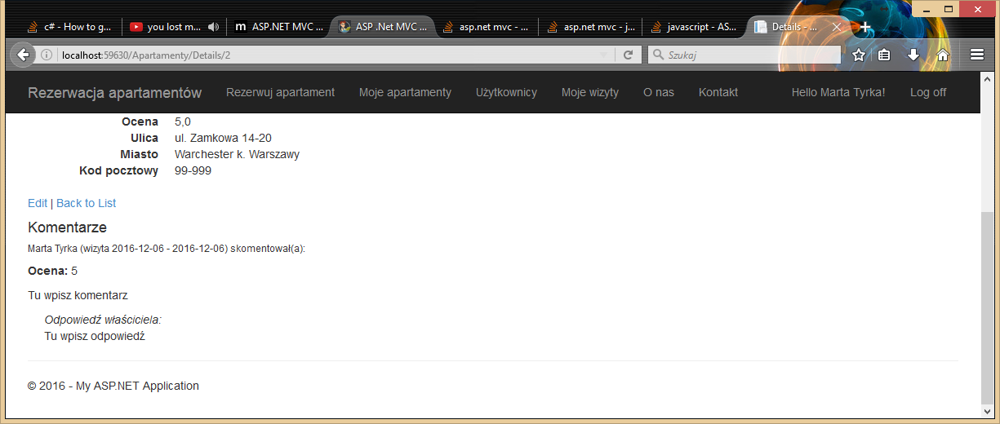 c# - How to g...
you lost m...
m ASP.NET MVC ...
ASP .Net MVC ...
asp.net mvc - ...
asp.net mvc - j...
javascript - AS...
Details - ...
localhost:59630/Apartamenty/Details/2
Szukaj
Rezerwacja apartamentów Rezerwuj apartament Moje apartamenty Użytkownicy Moje wizyty O nas Kontakt Hello Marta Tyrka! Log off
Ocena 5,0
Ulica ul. Zamkowa 14-20
Miasto Warchester k. Warszawy
Kod pocztowy 99-999
Edit | Back to List
Komentarze
Marta Tyrka (wizyta 2016-12-06 - 2016-12-06) skomentował(a):
Ocena: 5
Tu wpisz komentarz
Odpowiedź właściciela:
Tu wpisz odpowiedź
© 2016 - My ASP.NET Application